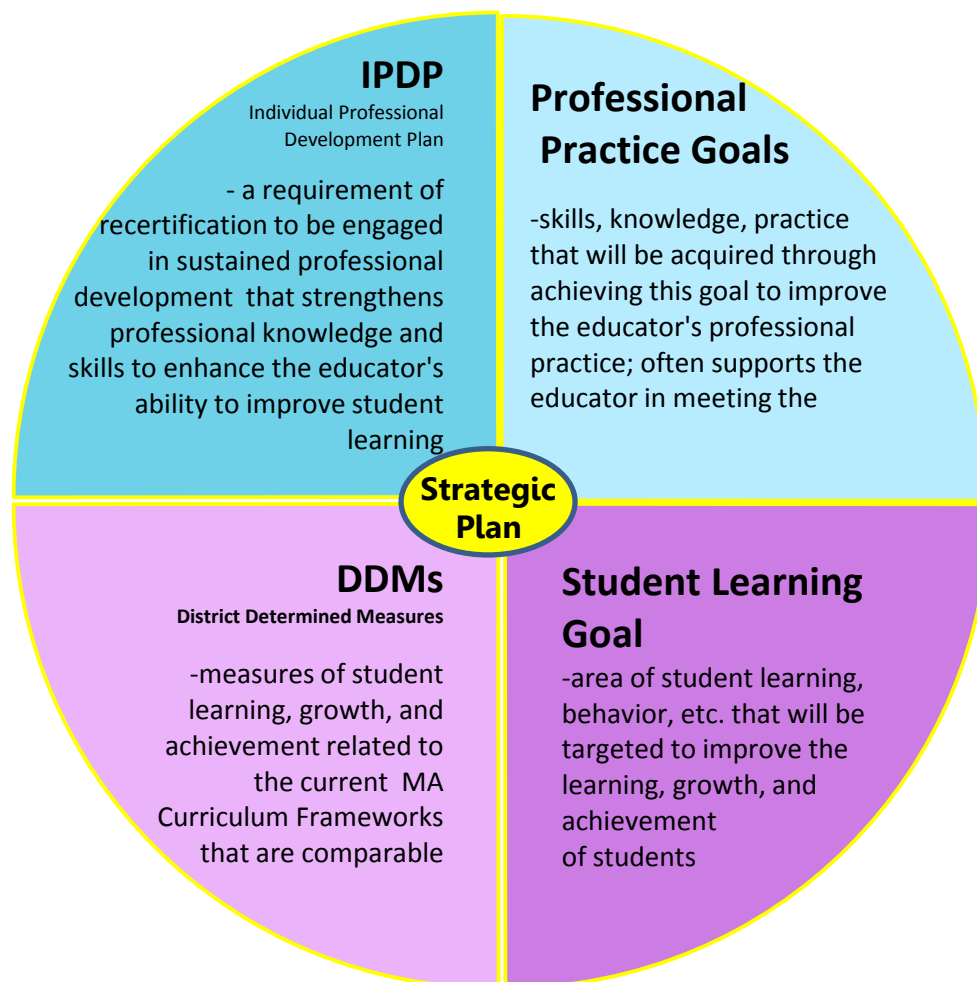 IPDP
Individual Professional
Development Plan
- a requirement of
recertification to be engaged
in sustained professional
development that strengthens
professional knowledge and
skills to enhance the educator's
ability to improve student
learning
Professional
Practice Goals
-skills, knowledge, practice
that will be acquired through
achieving this goal to improve
the educator's professional
practice; often supports the
educator in meeting the
Strategic
Plan
DDMs
District Determined Measures
-measures of student
learning, growth, and
achievement related to
the current MA
Curriculum Frameworks
that are comparable
Student Learning
Goal
-area of student learning,
behavior, etc. that will be
targeted to improve the
learning, growth, and
achievement
of students